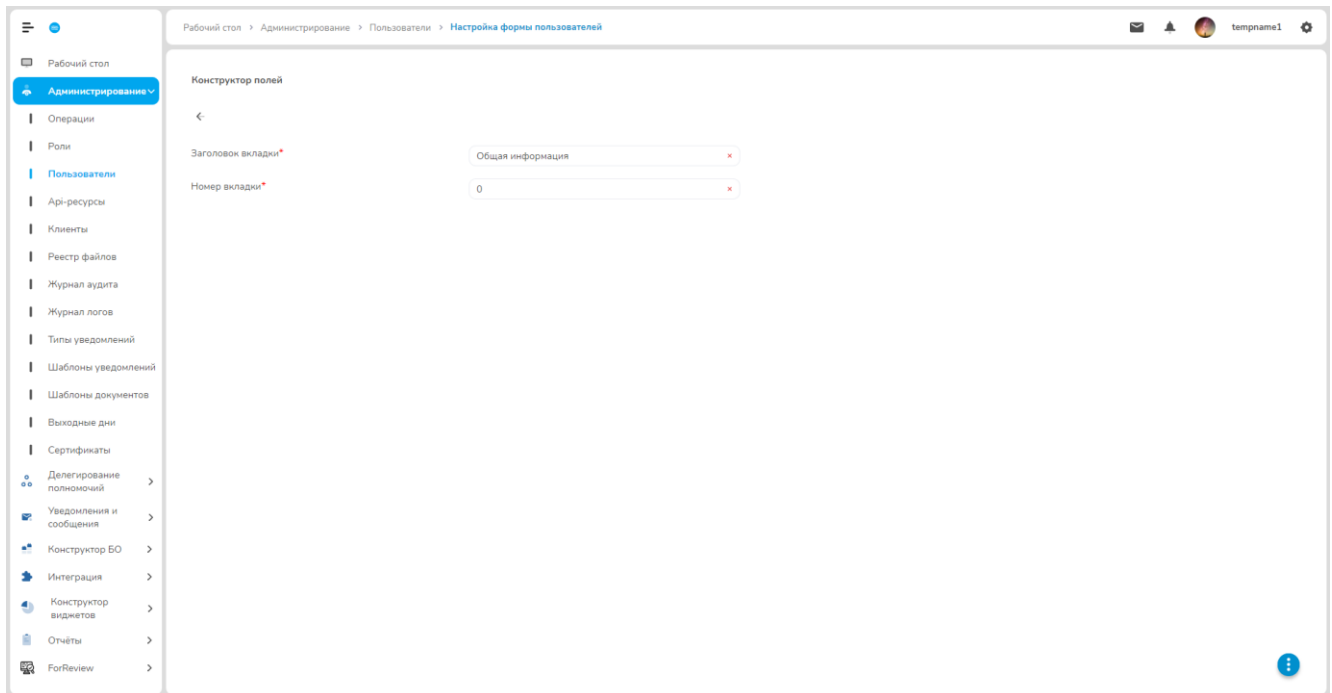 Рабочий стол > Администрирование > Пользователи > Настройка формы пользователей
tempname1
Рабочий стол
Администрирование
Операции
Роли
Пользователи
Api-ресурсы
Клиенты
Реестр файлов
Журнал аудита
Журнал логов
Типы уведомлений
Шаблоны уведомлений
Шаблоны документов
Выходные дни
Сертификаты
Делегирование
полномочий
Уведомления и
сообщения
Конструктор БО
Интеграция
Конструктор
виджетов
Отчёты
ForReview
Конструктор полей
Заголовок вкладки*
Общая информация
Номер вкладки*
0